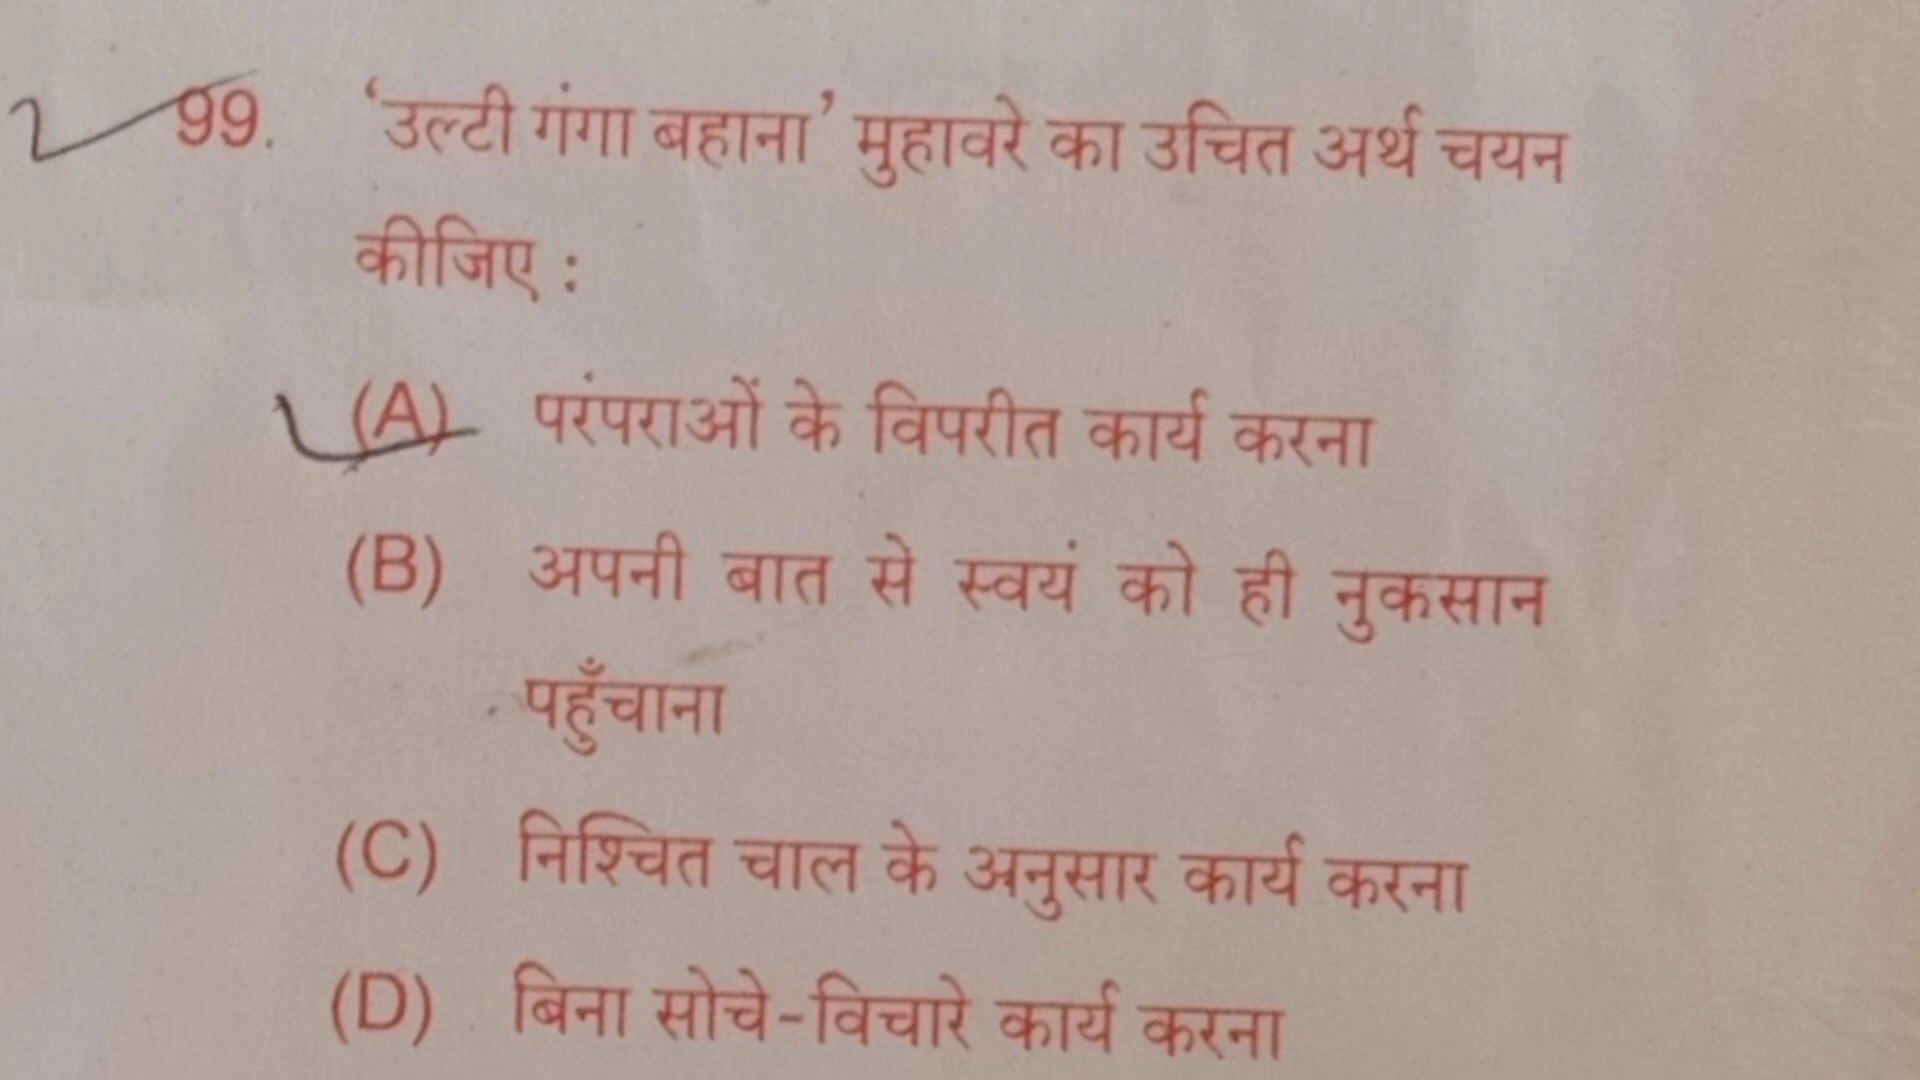 99. 'उल्टी गंगा बहाना' मुहावरे का उचित अर्थ चयन
कीजिए :
(A) परंपराओं के विपरीत कार्य करना
(B) अपनी बात से स्वयं को ही नुकसान
पहुँचाना
(C) निश्चित चाल के अनुसार कार्य करना
(D) बिना सोचे-विचारे कार्य करना